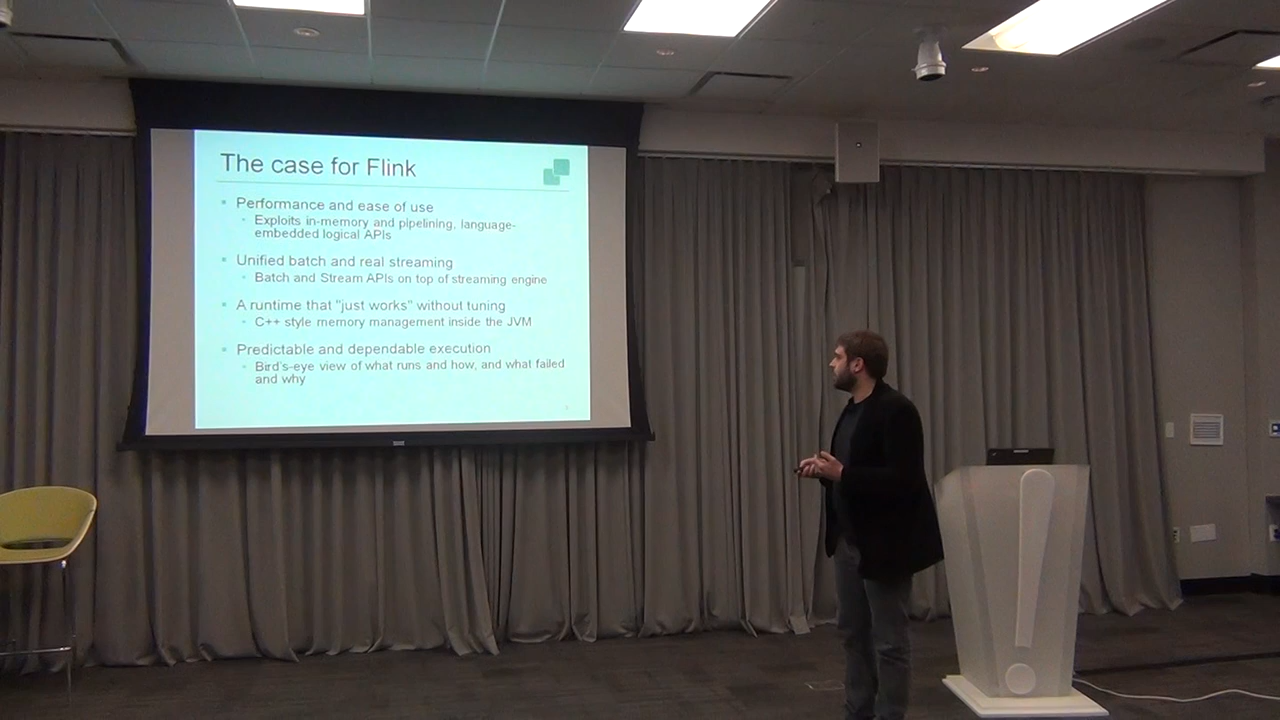 The case for Flink
Performance and ease of use
Exploits in-memory and pipelining, language-
embedded logical APIs
Unified batch and real streaming
Batch and Stream APIs on top of streaming engine
A runtime that "just works" without tuning
C++ style memory management inside the JVM
Predictable and dependable execution
Bird's-eye view of what runs and how, and what failed
and why